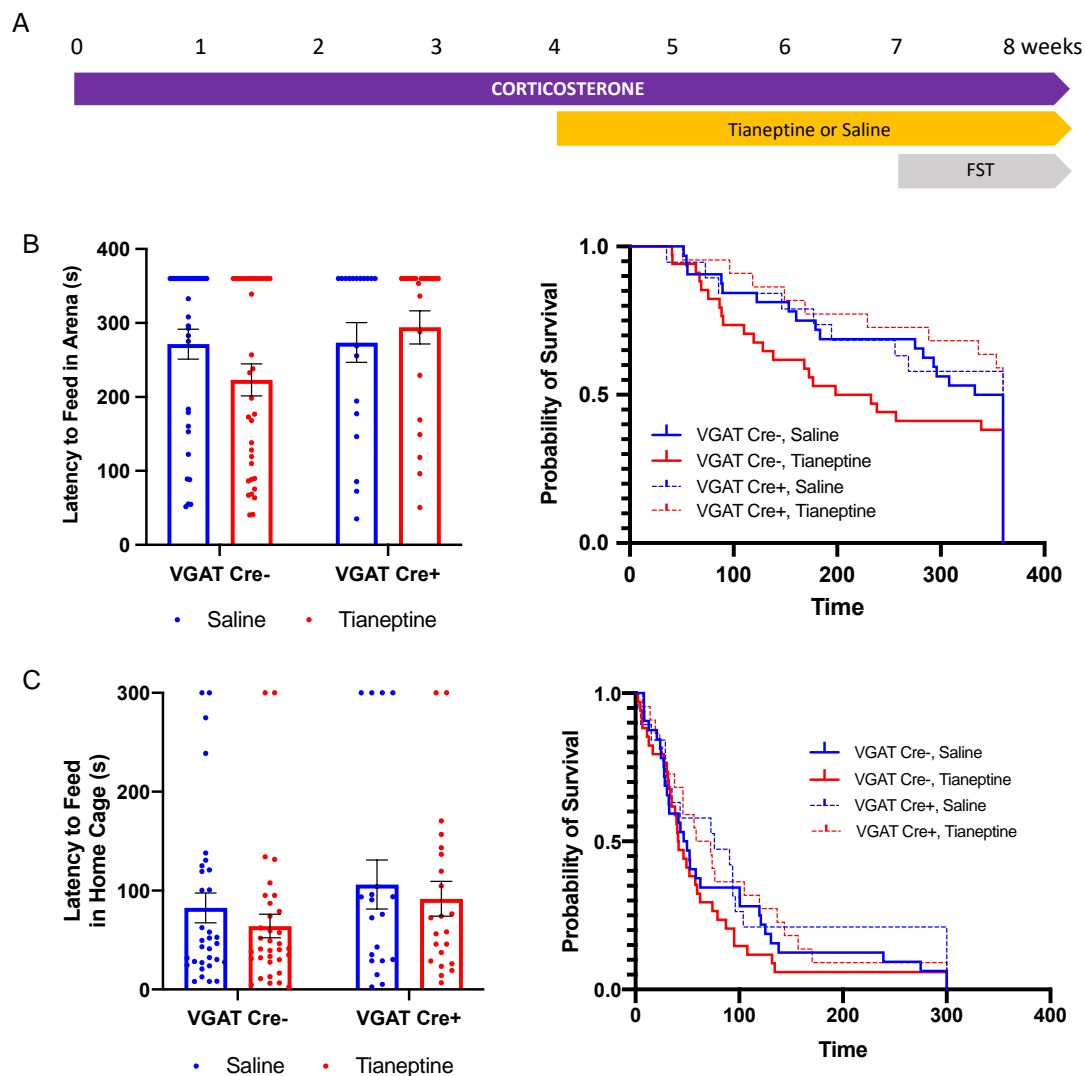 A
0 1 2 3 4 5 6 7 8 weeks
CORTICOSTERONE
Tianeptine or Saline
FST
B
Latency to Feed in Arena (s)
400
300
200
100
0
VGAT Cre- VGAT Cre+
Saline Tianeptine
Probability of Survival
1.0
0.5
0.0
VGAT Cre-, Saline
VGAT Cre-, Tianeptine
VGAT Cre+, Saline
VGAT Cre+, Tianeptine
0 100 200 300 400
Time
C
Latency to Feed
in Home Cage (s)
300
200
100
0
VGAT Cre- VGAT Cre+
Saline Tianeptine
Probability of Survival
1.0
0.5
0.0
VGAT Cre-, Saline
VGAT Cre-, Tianeptine
VGAT Cre+, Saline
VGAT Cre+, Tianeptine
0 100 200 300 400
Time